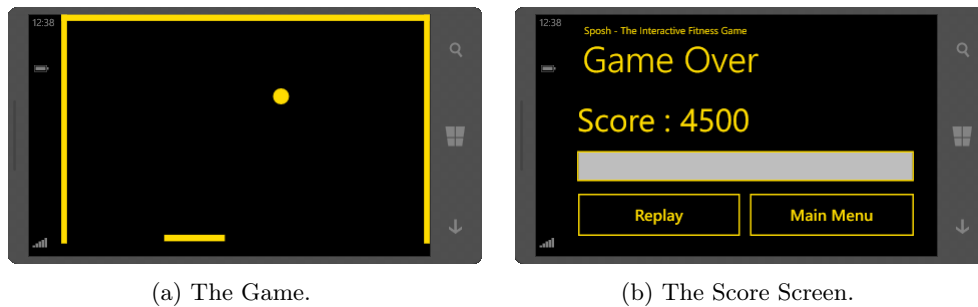 12:38
(a) The Game.
12:38
Sposh - The Interactive Fitness Game
Game Over
Score : 4500
Replay
Main Menu
(b) The Score Screen.